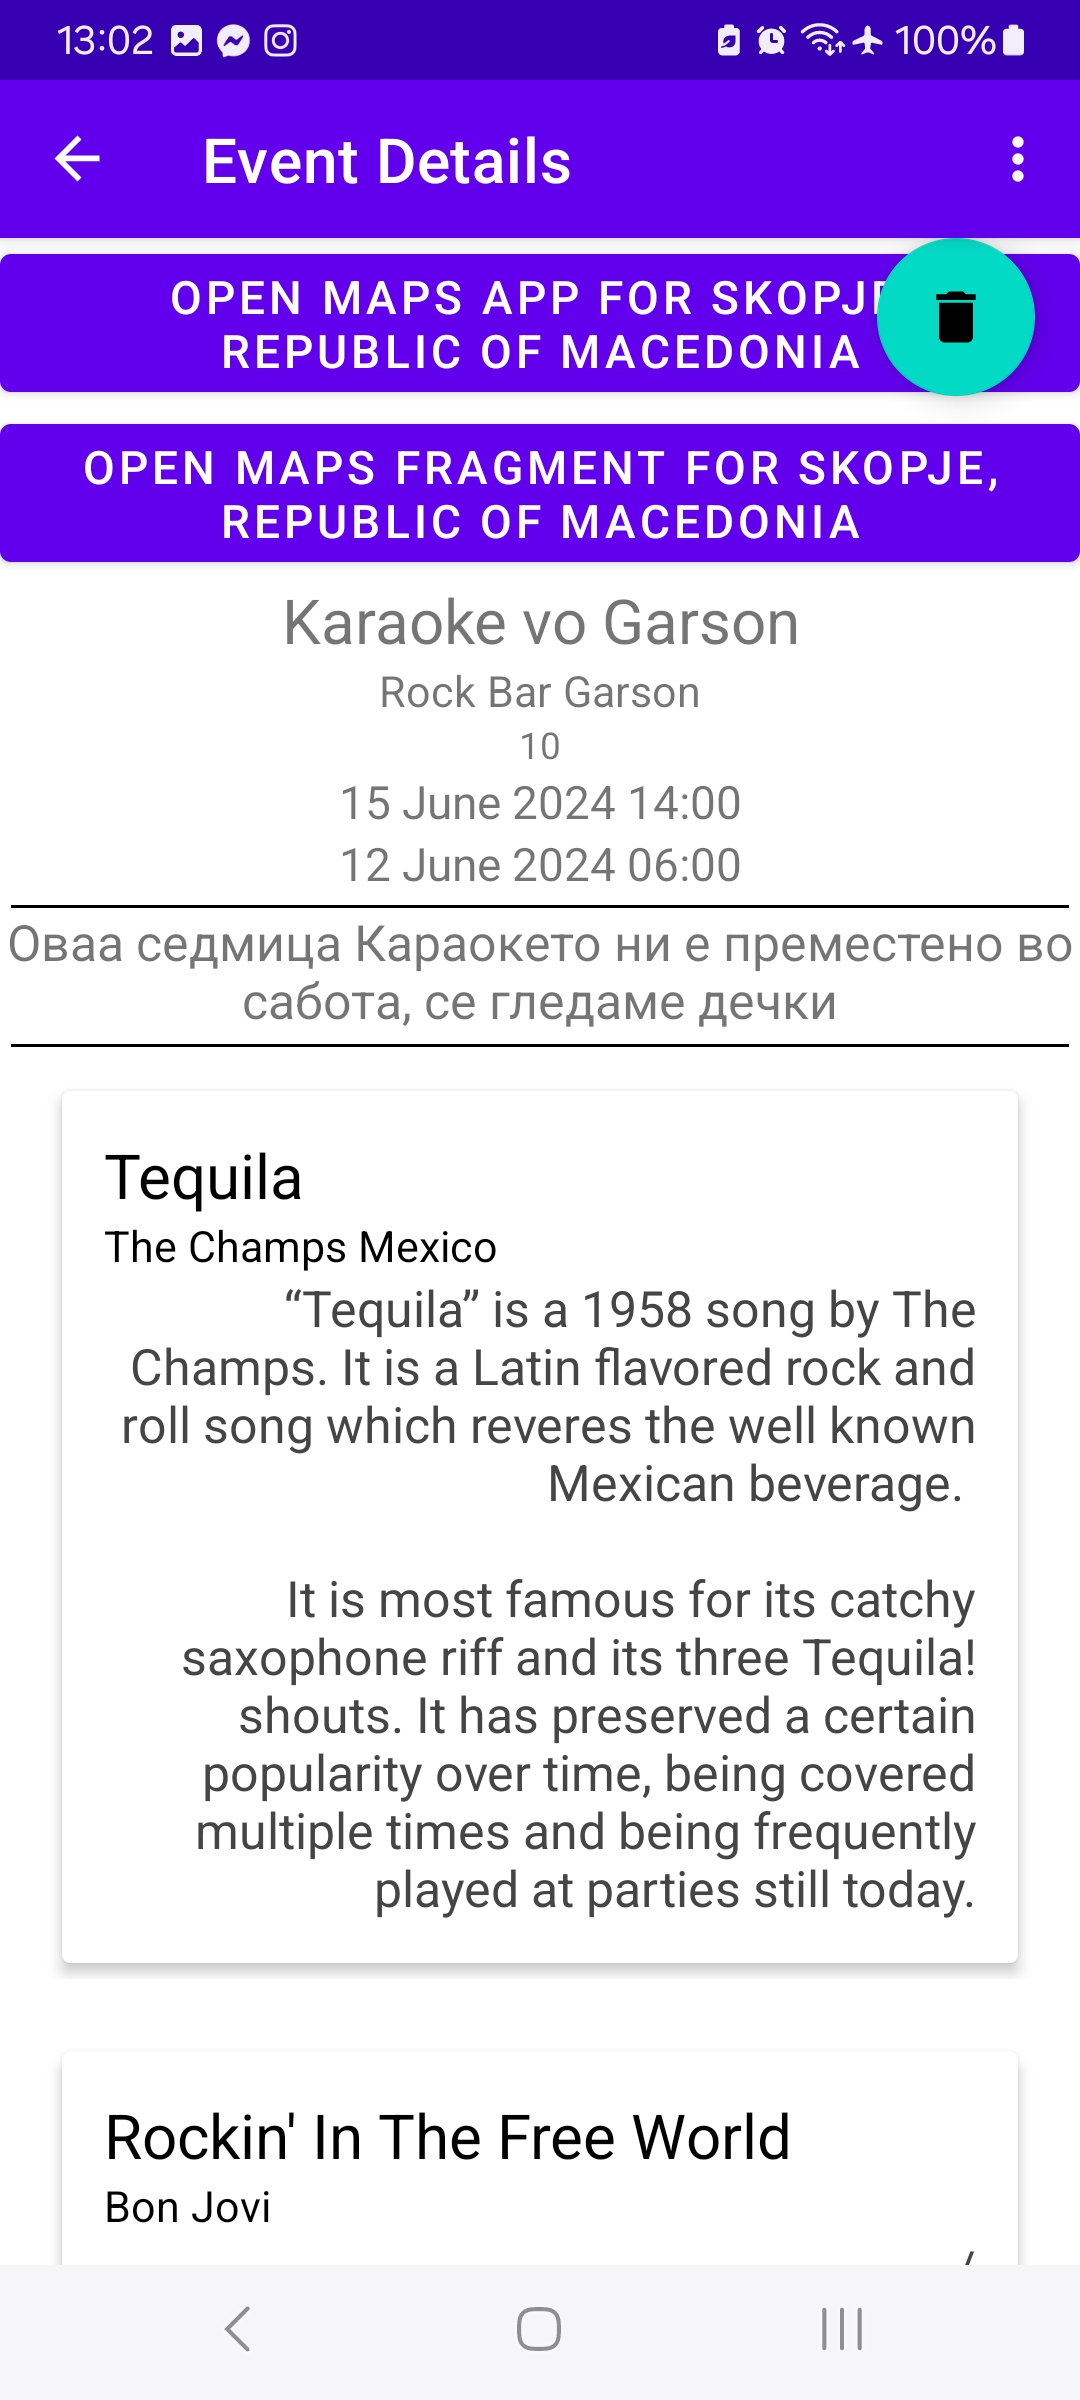 13:02
100%
Event Details
OPEN MAPS APP FOR
REPUBLIC OF MACEDONIA
OPEN MAPS FRAGMENT FOR SKOPJE,
REPUBLIC OF MACEDONIA
Karaoke vo Garson
Rock Bar Garson
10
15 June 2024 14:00
12 June 2024 06:00
Оваа седмица Караокето ни е преместено во
сабота, се гледаме дечки
Tequila
The Champs Mexico
“Tequila” is a 1958 song by The
Champs. It is a Latin flavored rock and
roll song which reveres the well known
Mexican beverage.
It is most famous for its catchy
saxophone riff and its three Tequila!
shouts. It has preserved a certain
popularity over time, being covered
multiple times and being frequently
played at parties still today.
Rockin' In The Free World
Bon Jovi